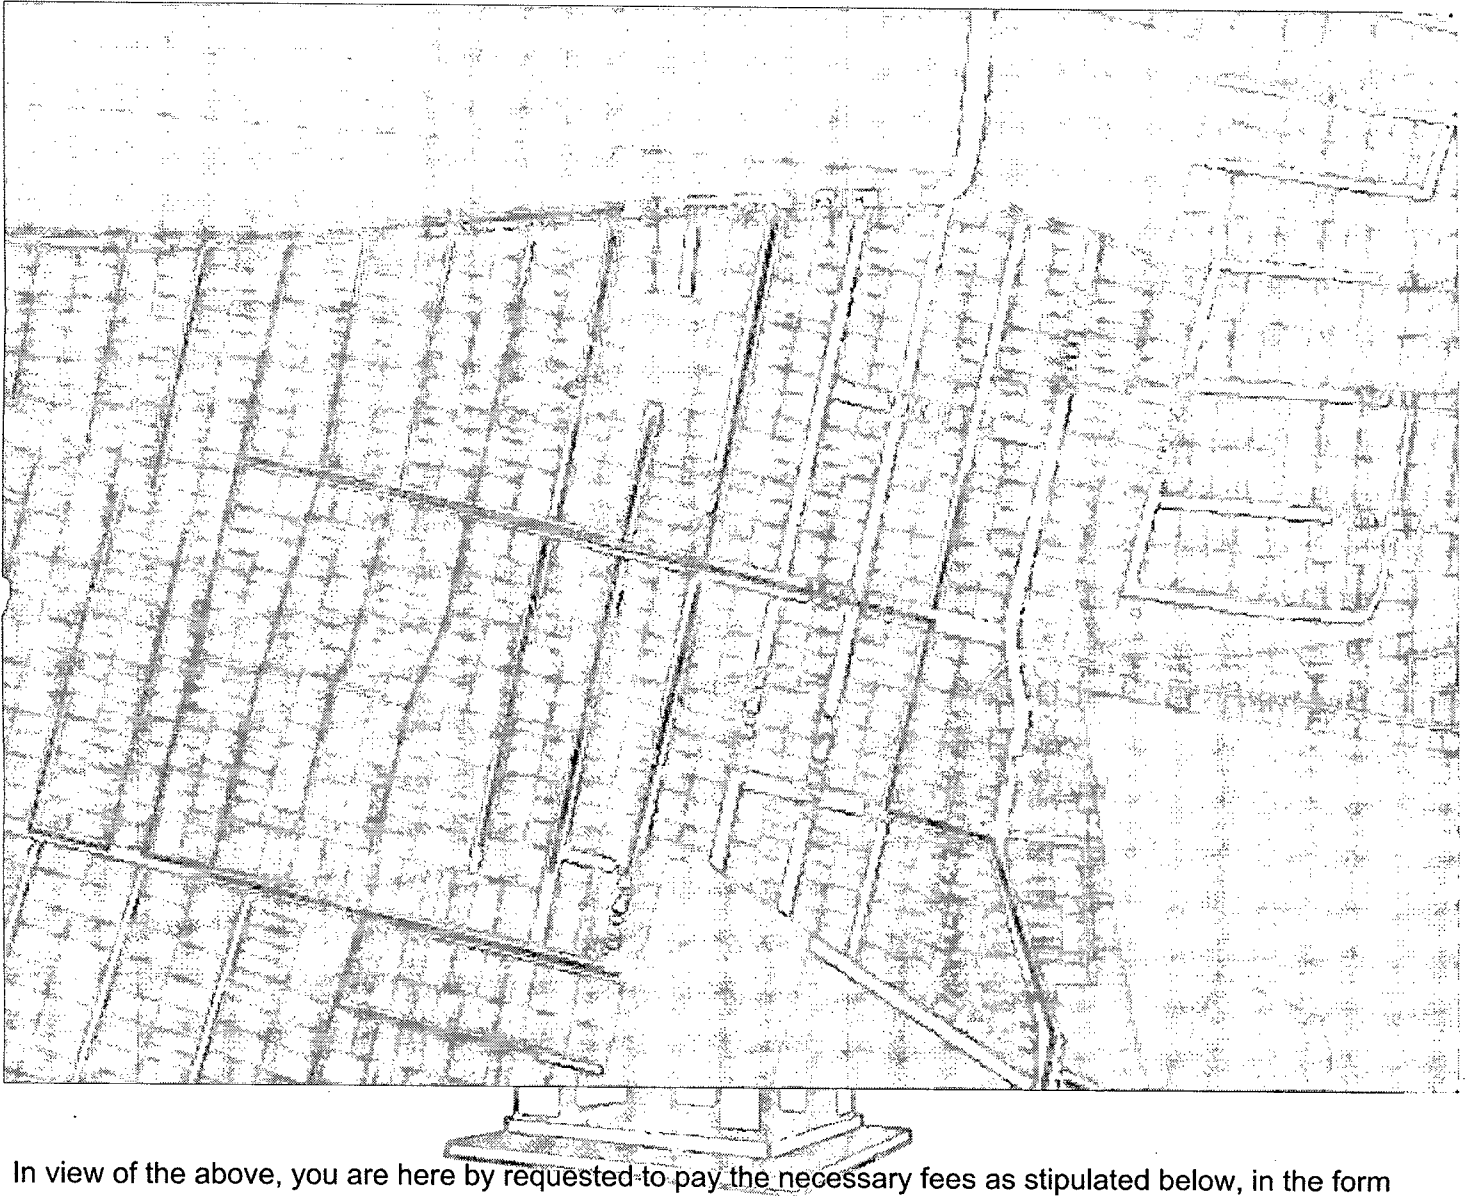 In view of the above, you are here by requested to pay the necessary fees as stipulated below, in the form